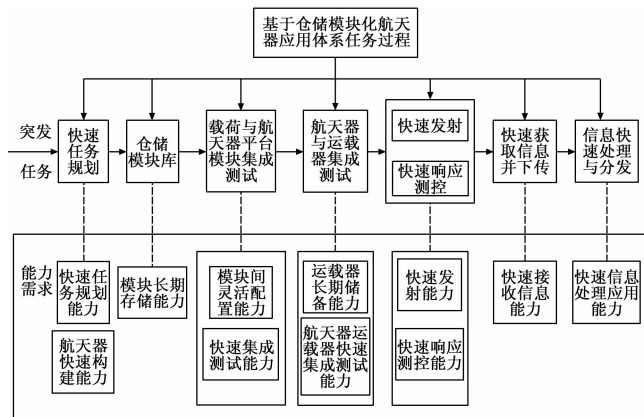 基于仓储模块化航天
器应用体系任务过程
突发
任务
快速
任务
规划
仓储
模块库
载荷与航
天器平台
模块集成
测试
航天器
与运载
器集成
测试
快速发射
快速响应
测控
快速获
取信息
并下传
信息快
速处理
与分发
能力
需求
快速任
务规划
能力
航天器
快速构
建能力
模块长期
存储能力
模块间
灵活配
置能力
快速集成
测试能力
运载器
长期储
备能力
航天器运
载器快速
集成测试
能力
快速发
射能力
快速响应
测控能力
快速接
收信息
能力
快速信息
处理应用
能力